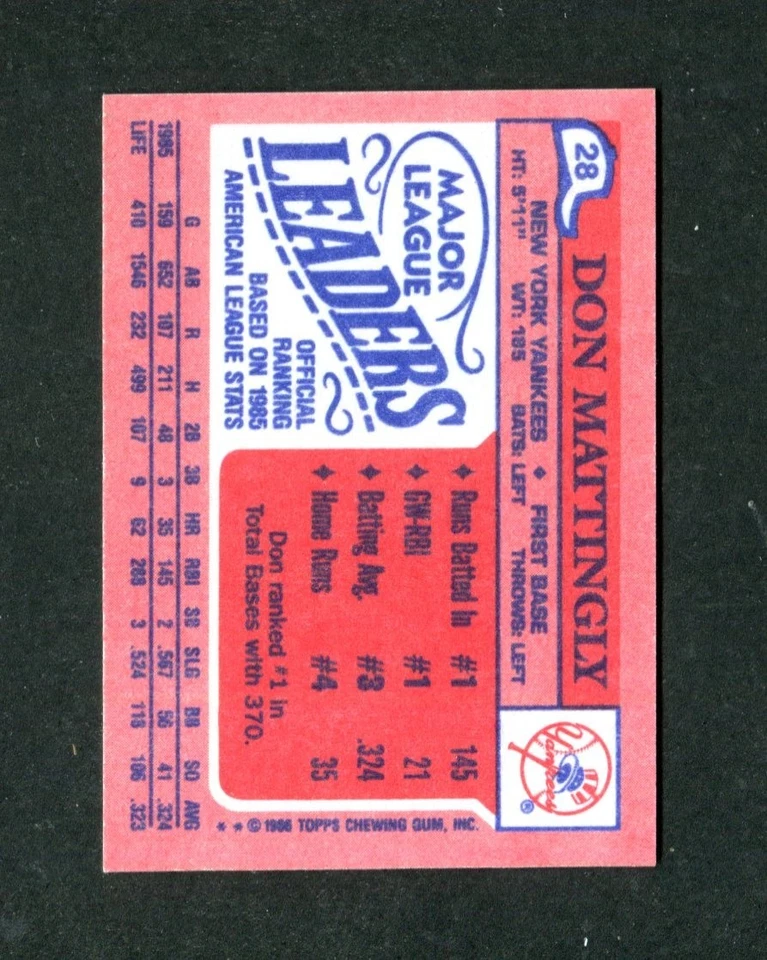 28
DON MATTINGLY
NEW YORK YANKEES ♦ FIRST BASE
HT: 5'11" WT: 185 BATS: LEFT THROWS: LEFT
Yankees ®
MAJOR
LEAGUE
LEADERS
OFFICIAL
RANKING
BASED ON 1985
AMERICAN LEAGUE STATS
♦ Runs Batted In #1 145
♦ GW-RBI #1 21
♦ Batting Avg. #3 .324
♦ Home Runs #4 35
Don ranked #1 in
Total Bases with 370.
G AB R H 2B 3B HR RBI SB SLG BB SO AVG
1985 159 652 107 211 48 3 35 145 2 .567 56 41 .324
LIFE 410 1546 232 499 107 9 62 288 3 .524 118 106 .323
* * © 1986 TOPPS CHEWING GUM, INC.